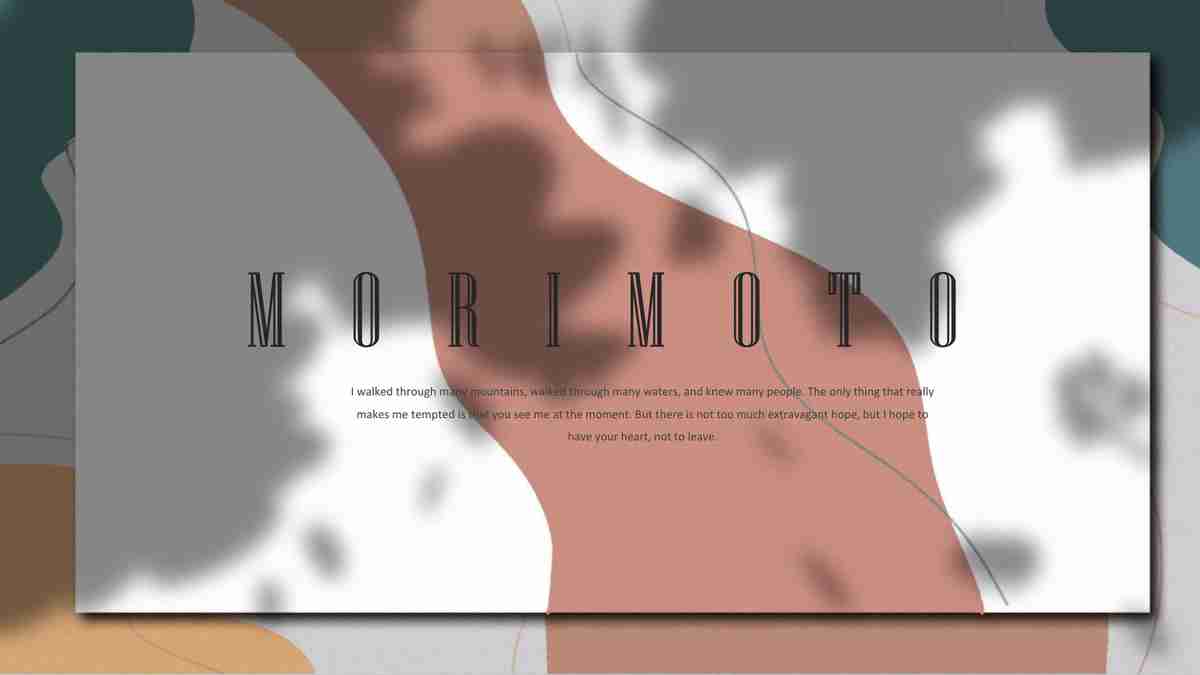 MORIMOTO
I walked through many mountains, walked through many waters, and knew many people. The only thing that really
makes me tempted is that you see me at the moment. But there is not too much extravagant hope, but I hope to
have your heart, not to leave.